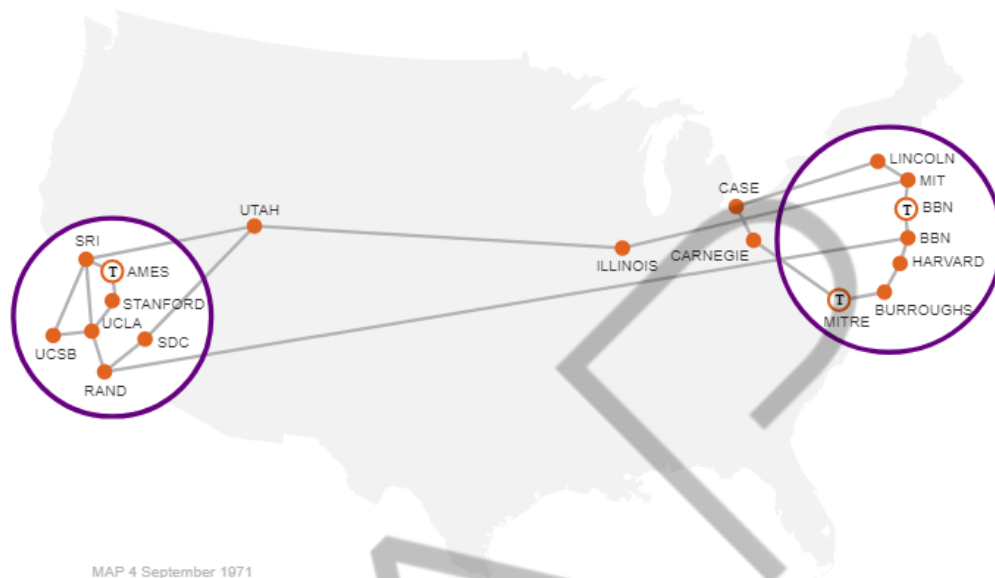 LINCOLN
MIT
CASE
T BBN
UTAH
BBN
SRI
ILLINOIS
CARNEGIE
HARVARD
T AMES
STANFORD
T
BURROUGHS
MITRE
UCLA
SDC
UCSB
RAND
MAP 4 September 1971